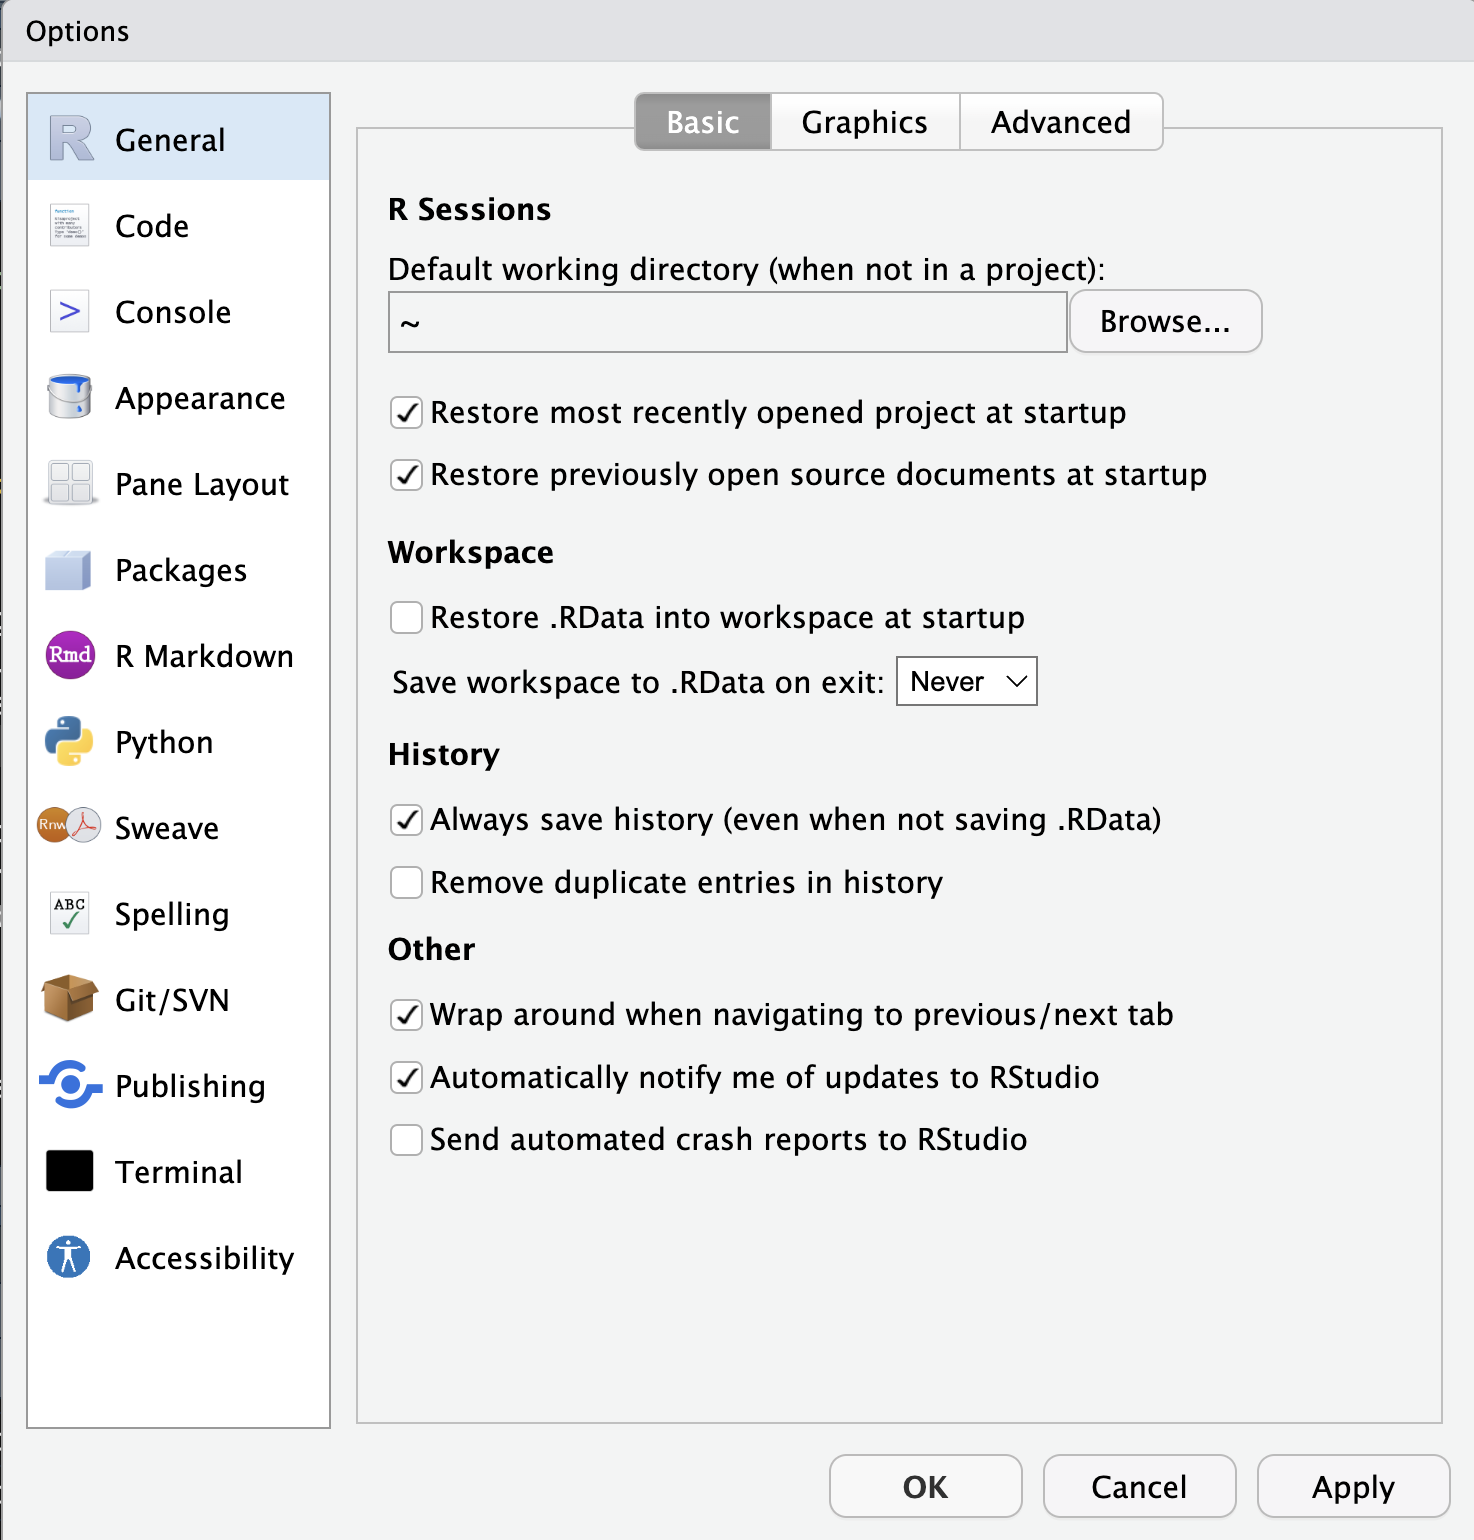 Options
General
Code
Console
Appearance
Pane Layout
Packages
Rmd
R Markdown
Python
Rnw
Sweave
ABC
Spelling
Git/SVN
Publishing
Terminal
Accessibility
Basic
Graphics
Advanced
R Sessions
Default working directory (when not in a project):
~
Browse...
Restore most recently opened project at startup
Restore previously open source documents at startup
Workspace
Restore .RData into workspace at startup
Save workspace to .RData on exit: Never
History
Always save history (even when not saving .RData)
Remove duplicate entries in history
Other
Wrap around when navigating to previous/next tab
Automatically notify me of updates to RStudio
Send automated crash reports to RStudio
OK
Cancel
Apply